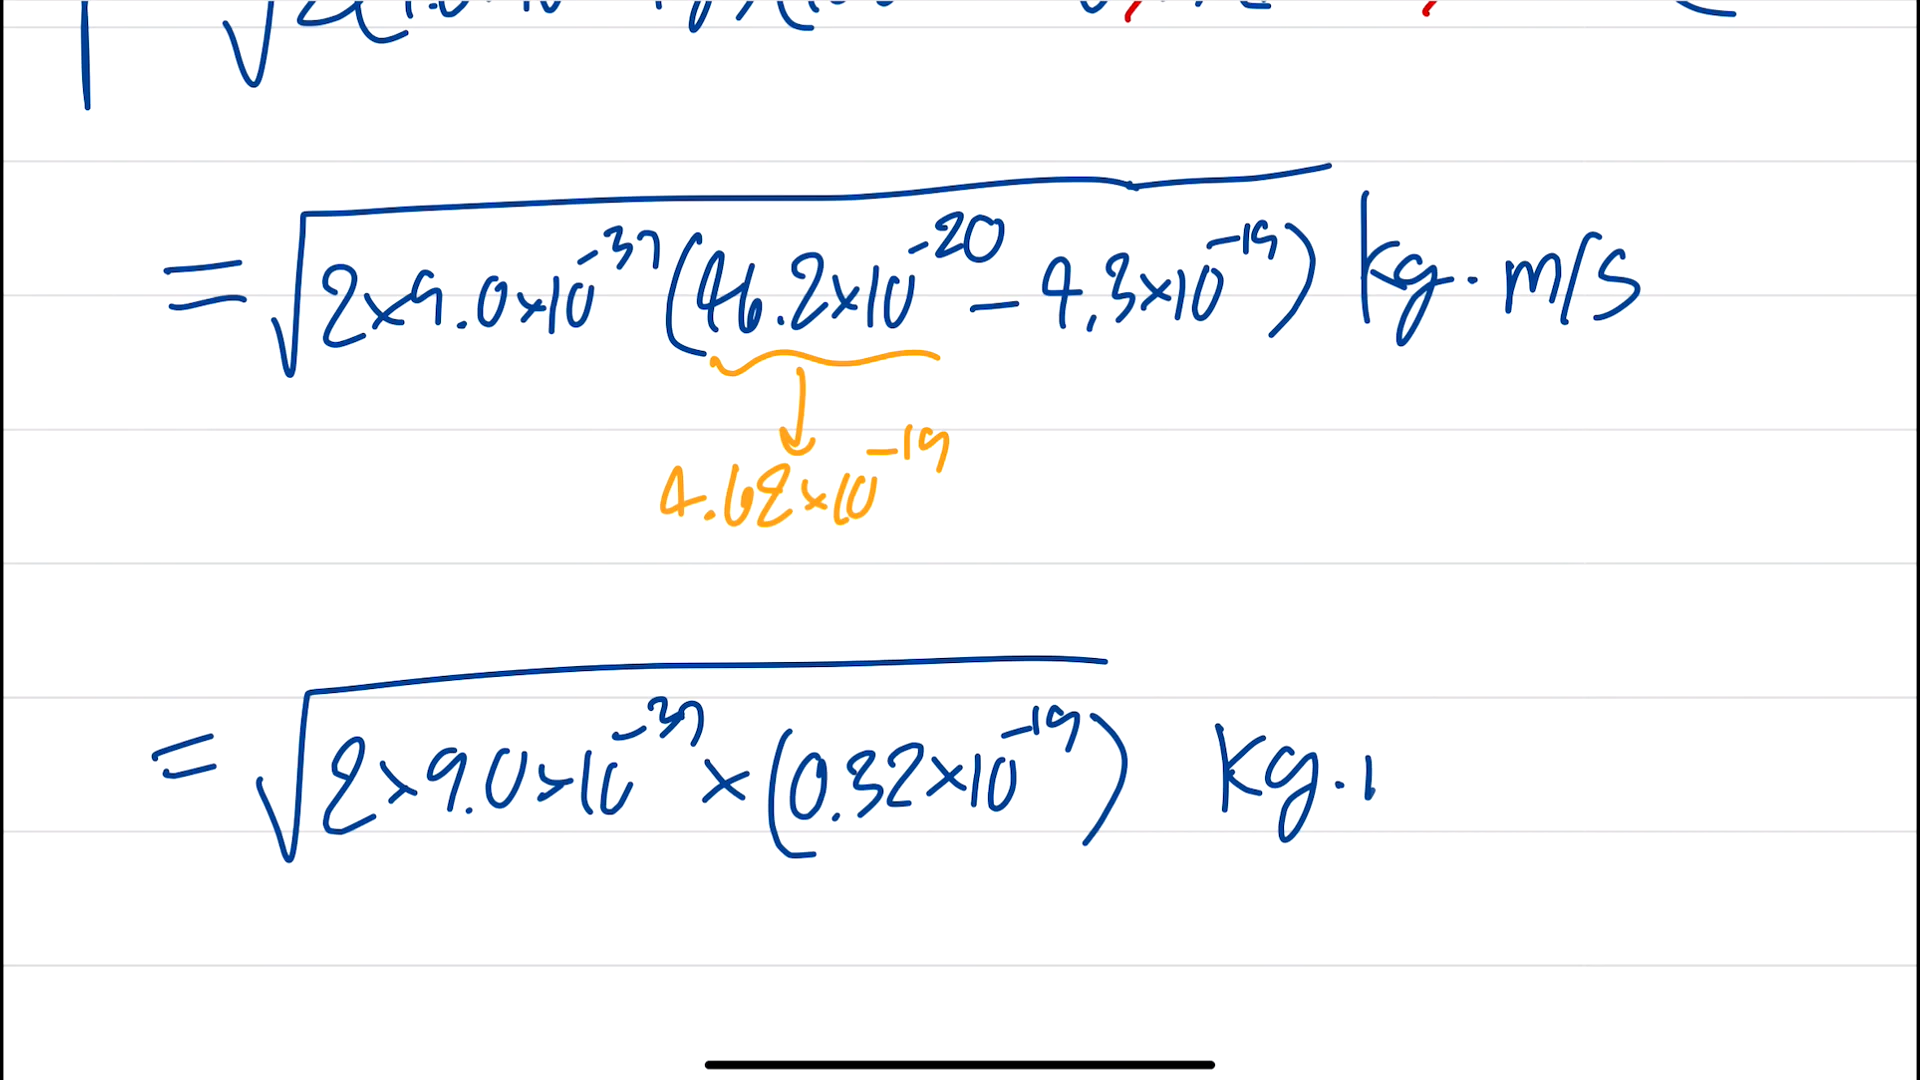 = √2×9.0×10⁻³¹(46.2×10⁻²⁰ − 4.3×10⁻¹⁹) kg·m/s
4.62×10⁻¹⁹
= √2×9.0×10⁻³¹×(0.32×10⁻¹⁹) kg.